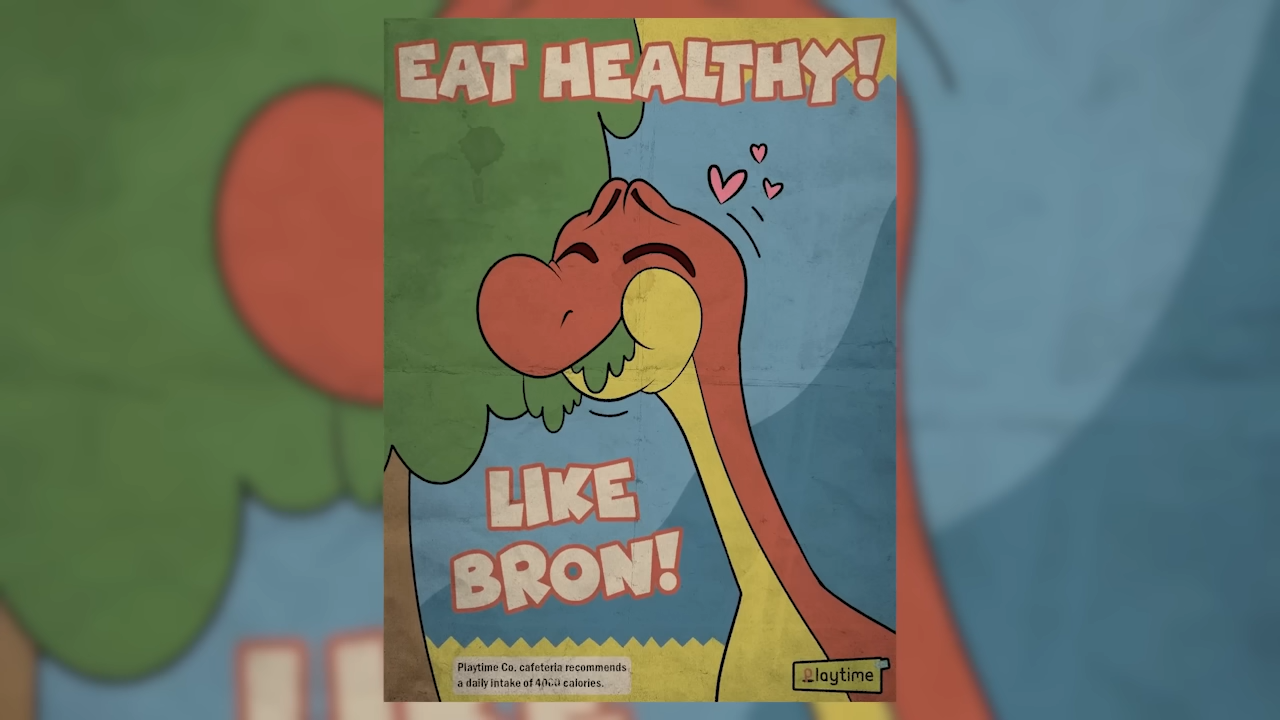 EAT HEALTHY!
LIKE
BRON!
Playtime Co. cafeteria recommends
a daily intake of calories.
Playtime